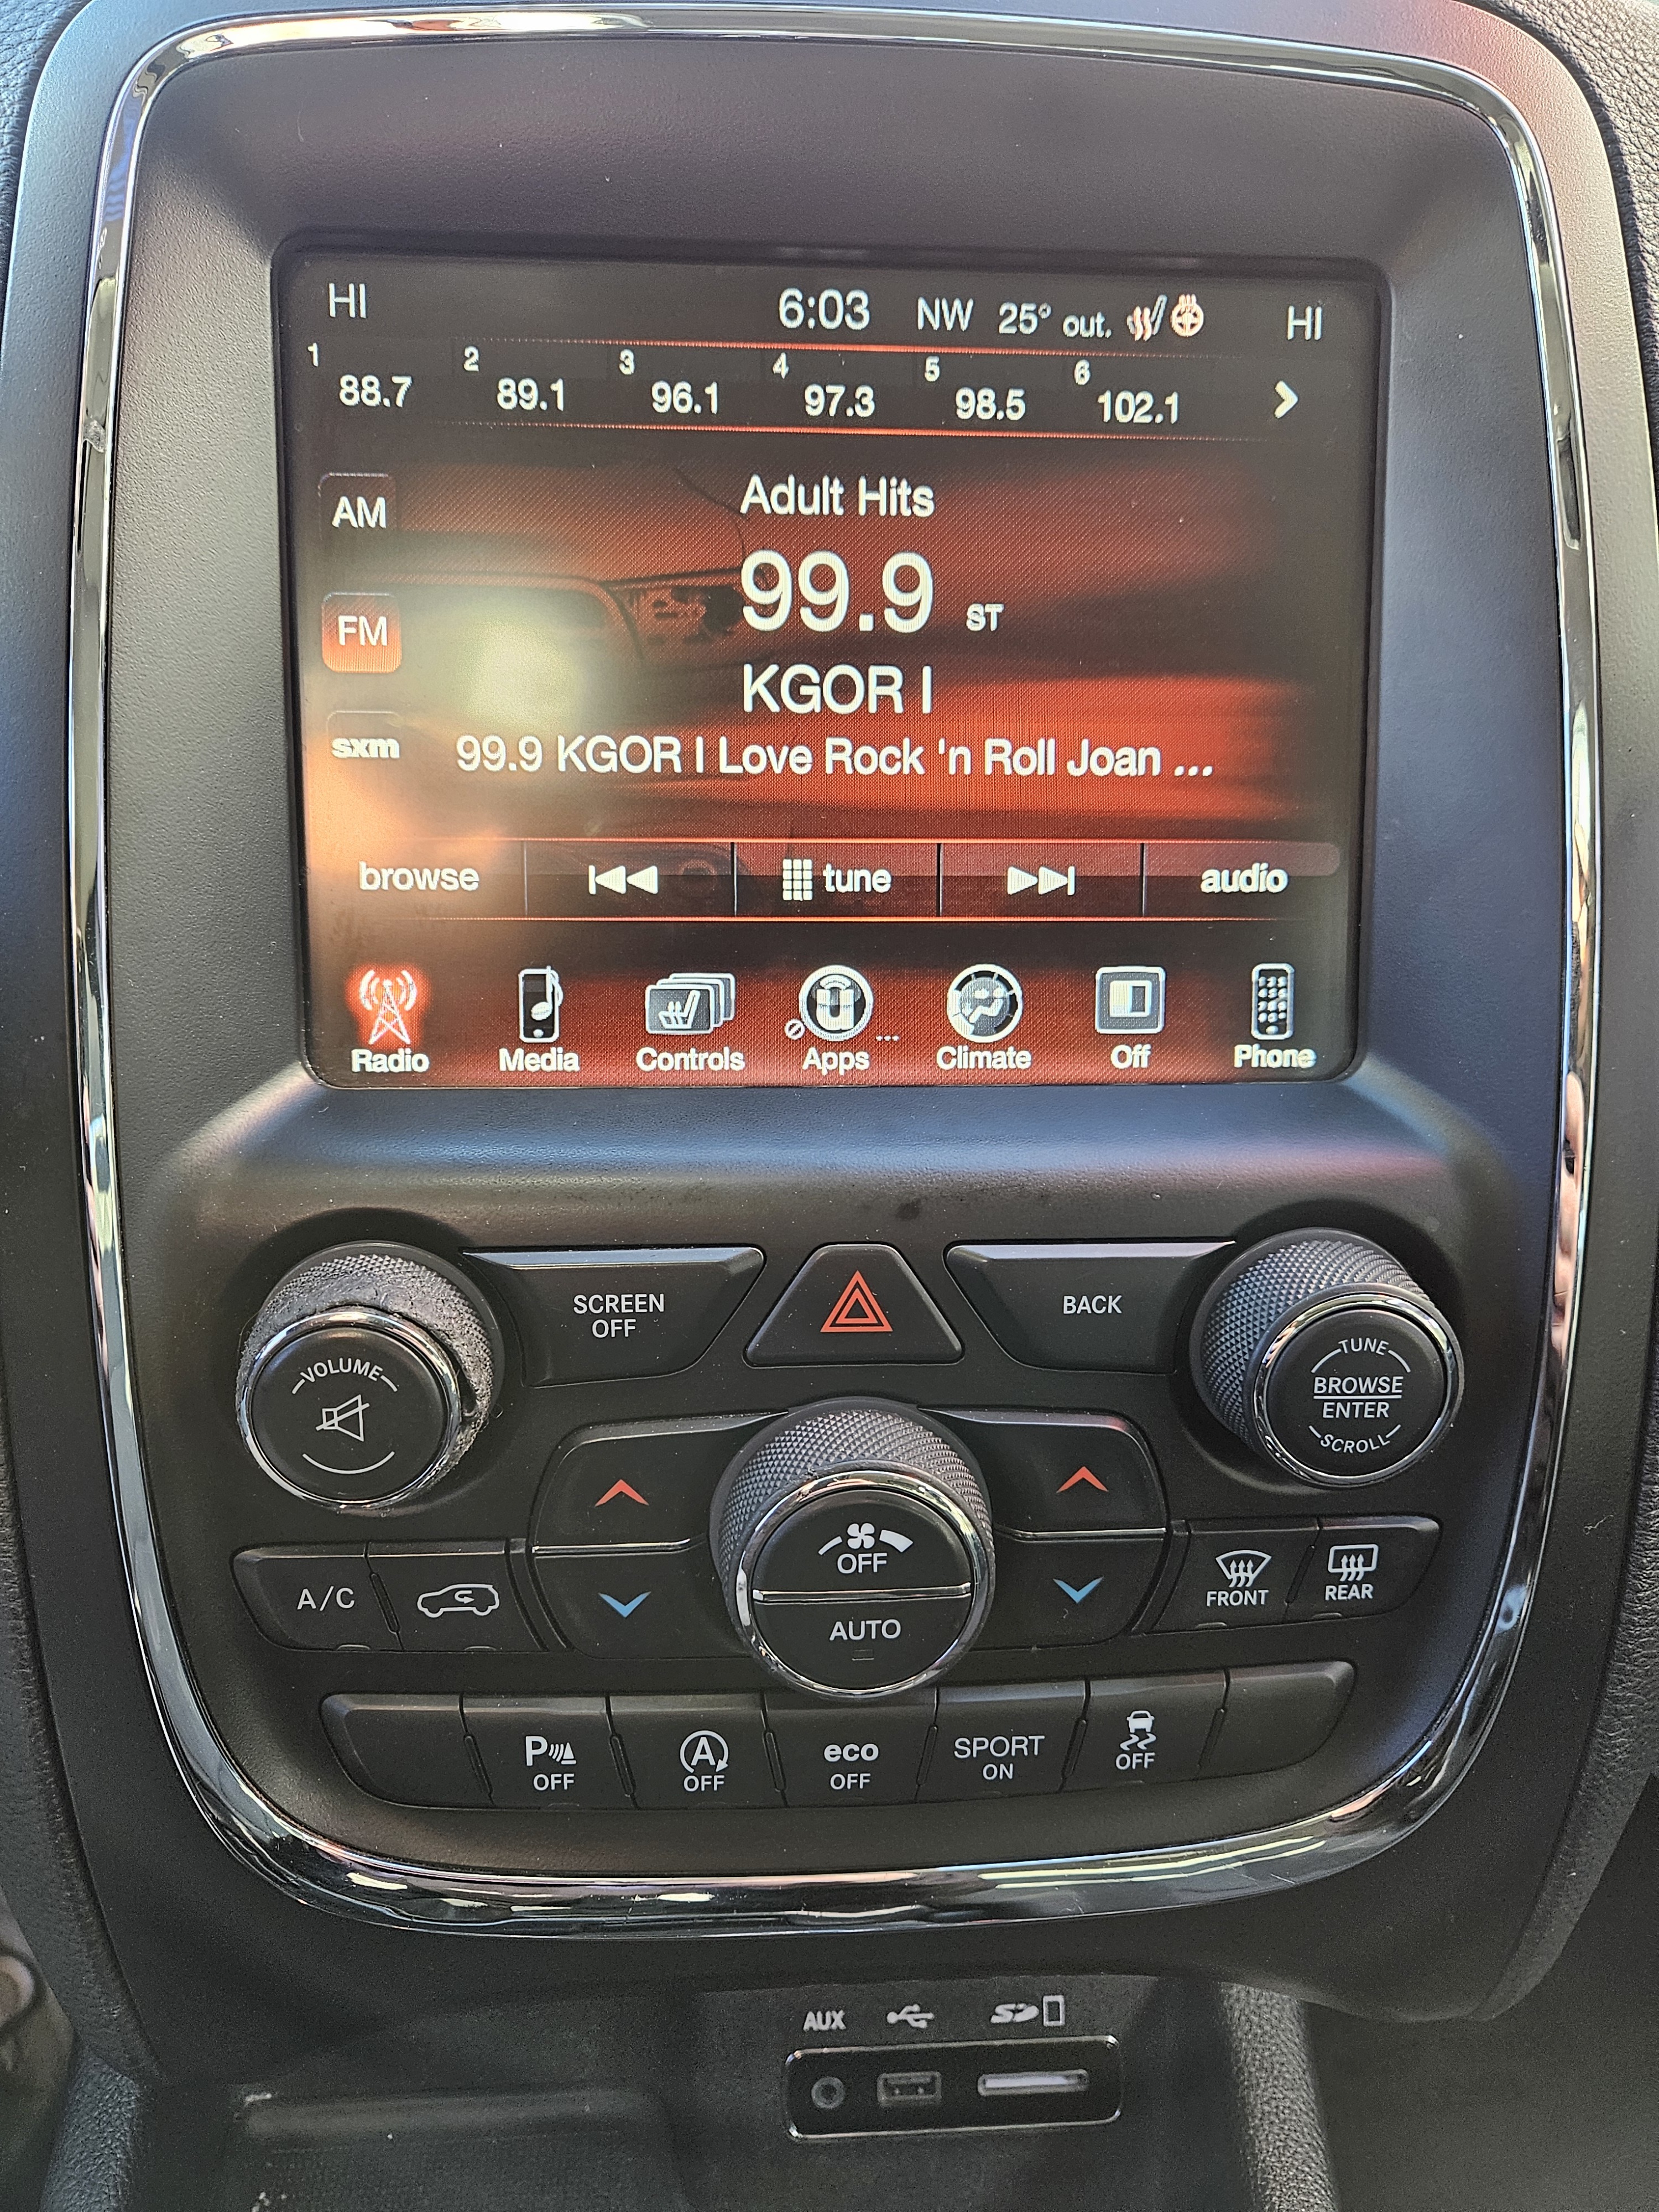 HI 6:03 NW 25° out. HI
1 88.7 2 89.1 3 96.1 4 97.3 5 98.5 6 102.1
AM
Adult Hits
FM
99.9 ST
KGOR I
sxm
99.9 KGOR I Love Rock 'n Roll Joan ...
browse tune audio
Radio Media Controls Apps ... Climate Off Phone
SCREEN
OFF
BACK
VOLUME
TUNE
BROWSE
ENTER
SCROLL
OFF
AUTO
A/C
FRONT
REAR
P
OFF
A
OFF
eco
OFF
SPORT
ON
OFF
AUX SD